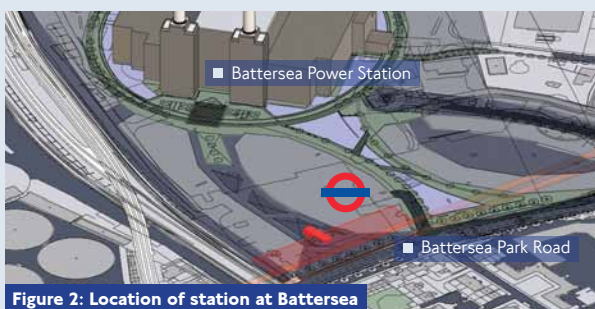 Battersea Power Station
Battersea Park Road
Figure 2: Location of station at Battersea